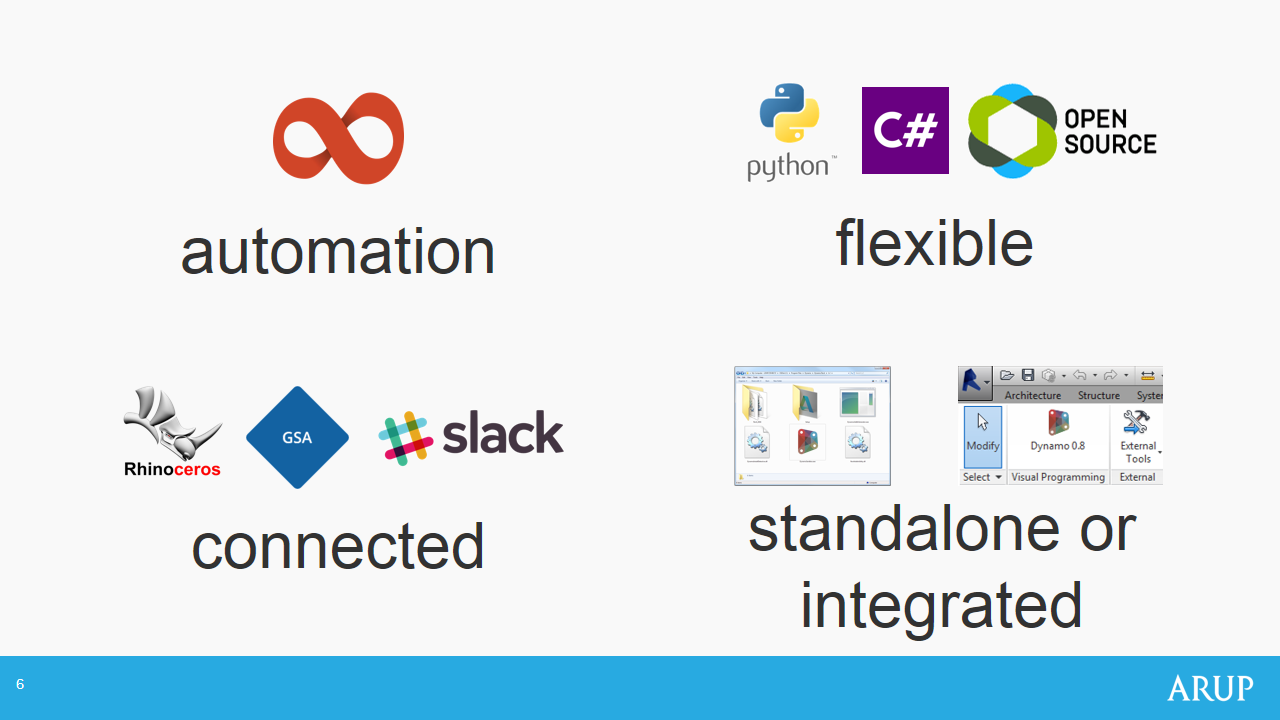 python™
C#
OPEN
SOURCE
automation
flexible
Rhinoceros
GSA
slack
Architecture Structure
Modify
Dynamo 0.8
External
Tools
Select
Visual Programming
External
connected
standalone or
integrated
6
ARUP